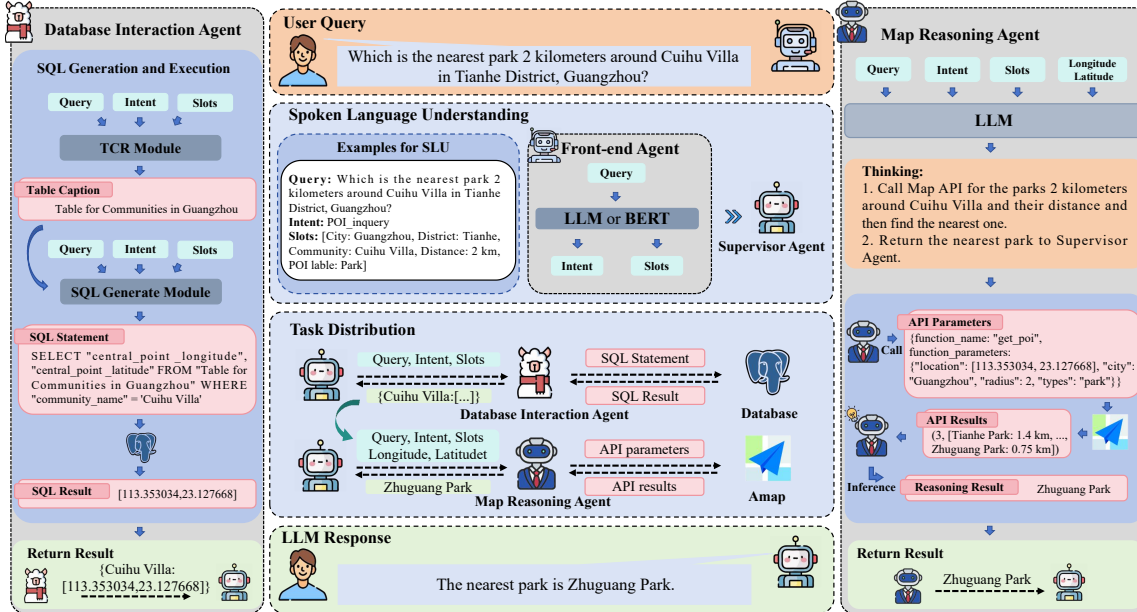 Database Interaction Agent
SQL Generation and Execution
Query
Intent
Slots
TCR Module
Table Caption
Table for Communities in Guangzhou
Query
Intent
Slots
SQL Generate Module
SQL Statement
SELECT "central_point _longitude",
"central_point _latitude" FROM "Table for
Communities in Guangzhou" WHERE
"community_name" = 'Cuihu Villa'
SQL Result
[113.353034,23.127668]
Return Result
{Cuihu Villa:
[113.353034,23.127668]}
User Query
Which is the nearest park 2 kilometers around Cuihu Villa
in Tianhe District, Guangzhou?
Spoken Language Understanding
Examples for SLU
Query: Which is the nearest park 2
kilometers around Cuihu Villa in Tianhe
District, Guangzhou?
Intent: POI_inquery
Slots: [City: Guangzhou, District: Tianhe,
Community: Cuihu Villa, Distance: 2 km,
POI lable: Park]
Front-end Agent
Query
LLM or BERT
Intent
Slots
Supervisor Agent
Task Distribution
Query, Intent, Slots
{Cuihu Villa:[...]}
Database Interaction Agent
SQL Statement
SQL Result
Database
Query, Intent, Slots
Longitude, Latitudet
Zhuguang Park
Map Reasoning Agent
API parameters
API results
Amap
LLM Response
The nearest park is Zhuguang Park.
Map Reasoning Agent
Query
Intent
Slots
Longitude
Latitude
LLM
Thinking:
1. Call Map API for the parks 2 kilometers
around Cuihu Villa and their distance and
then find the nearest one.
2. Return the nearest park to Supervisor
Agent.
Call
API Parameters
{function_name: "get_poi",
function_parameters:
{"location": [113.353034, 23.127668], "city":
"Guangzhou", "radius": 2, "types": "park"}}
API Results
(3, [Tianhe Park: 1.4 km, ...,
Zhuguang Park: 0.75 km])
Inference
Reasoning Result
Zhuguang Park
Return Result
Zhuguang Park